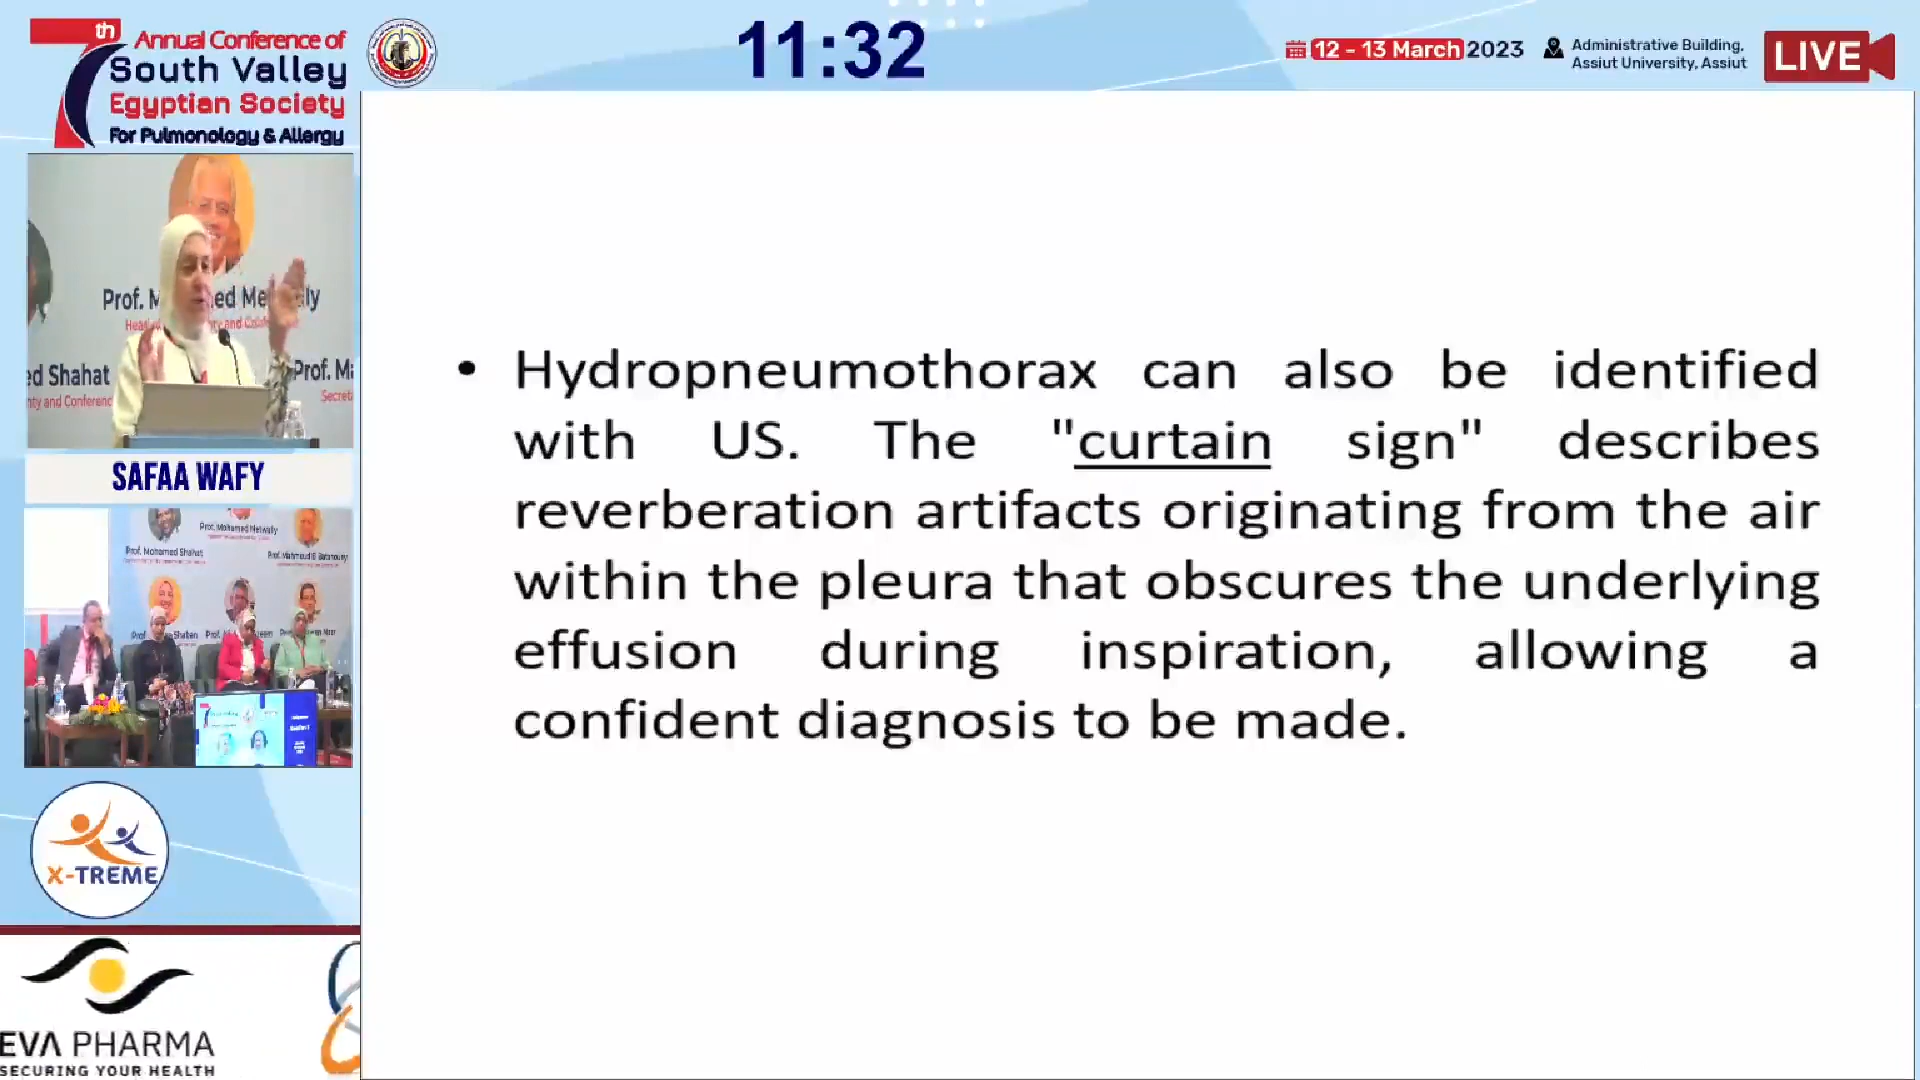 7th Annual Conference of
South Valley
Egyptian Society
For Pulmonology & Allergy
11:32
12 - 13 March 2023
Administrative Building,
Assiut University, Assiut
LIVE
Prof.
ed Shahat
Prof.
SAFAA WAFY
Prof. Mohamed Metwally
Prof. Mohamed Shahat
X-TREME
EVA PHARMA
SECURING YOUR HEALTH
• Hydropneumothorax can also be identified
with US. The "curtain sign" describes
reverberation artifacts originating from the air
within the pleura that obscures the underlying
effusion during inspiration, allowing a
confident diagnosis to be made.